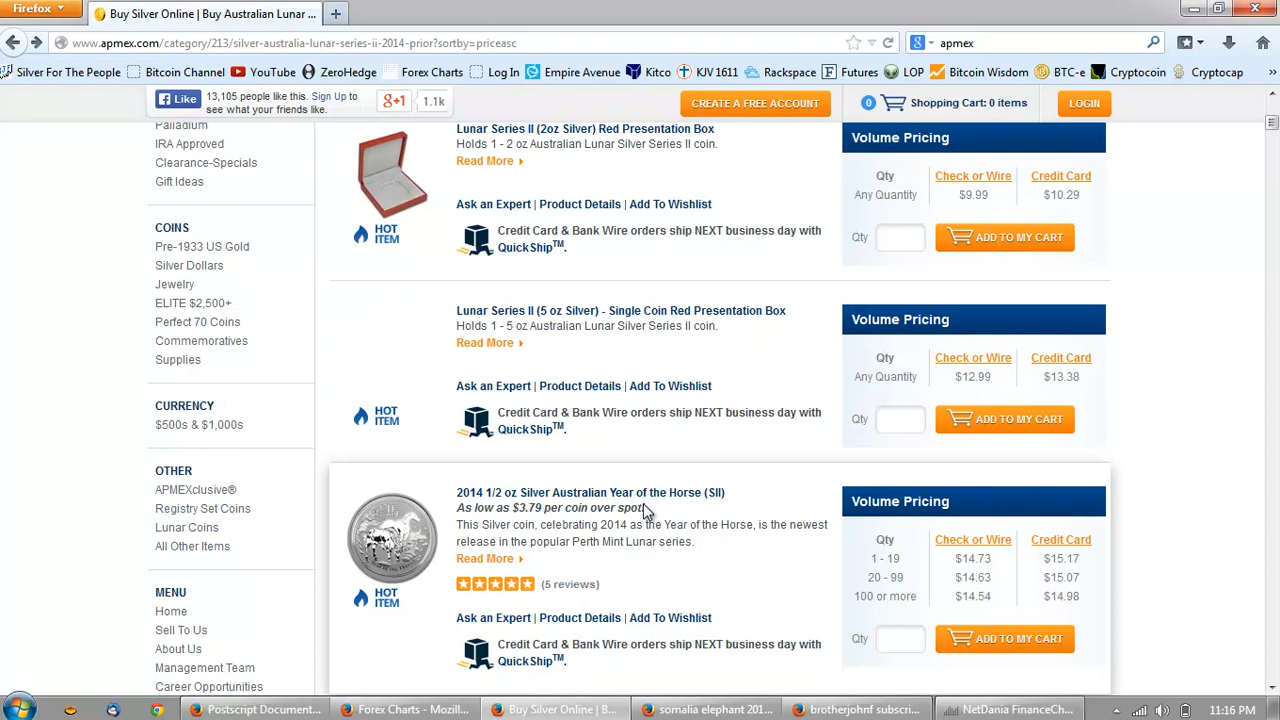 Firefox
Buy Silver Online | Buy Australian Lunar ...
www.apmex.com/category/213/silver-australia-lunar-series-ii-2014-prior?sortby=priceasc
apmex
Silver For The People
Bitcoin Channel
YouTube
ZeroHedge
Forex Charts
Log In
Empire Avenue
Kitco
KJV 1611
Rackspace
Futures
LOP
Bitcoin Wisdom
BTC-e
Cryptocoin
Cryptocap
»
Like
13,105 people like this. Sign Up to
see what your friends like.
g+1
1.1k
CREATE A FREE ACCOUNT
0
Shopping Cart: 0 items
LOGIN
Palladium
IRA Approved
Clearance-Specials
Gift Ideas
COINS
Pre-1933 US Gold
Silver Dollars
Jewelry
ELITE $2,500+
Perfect 70 Coins
Commemoratives
Supplies
CURRENCY
$500s & $1,000s
OTHER
APMEXclusive®
Registry Set Coins
Lunar Coins
All Other Items
MENU
Home
Sell To Us
About Us
Management Team
Career Opportunities
Lunar Series II (2oz Silver) Red Presentation Box
Holds 1 - 2 oz Australian Lunar Silver Series II coin.
Read More
HOT
ITEM
Ask an Expert | Product Details | Add To Wishlist
Credit Card & Bank Wire orders ship NEXT business day with
QuickShip™.
Volume Pricing
Qty Check or Wire Credit Card
Any Quantity $9.99 $10.29
Qty ADD TO MY CART
Lunar Series II (5 oz Silver) - Single Coin Red Presentation Box
Holds 1 - 5 oz Australian Lunar Silver Series II coin.
Read More
HOT
ITEM
Ask an Expert | Product Details | Add To Wishlist
Credit Card & Bank Wire orders ship NEXT business day with
QuickShip™.
Volume Pricing
Qty Check or Wire Credit Card
Any Quantity $12.99 $13.38
Qty ADD TO MY CART
2014 1/2 oz Silver Australian Year of the Horse (SII)
As low as $3.79 per coin over spot!
This Silver coin, celebrating 2014 as the Year of the Horse, is the newest
release in the popular Perth Mint Lunar series.
Read More
(5 reviews)
HOT
ITEM
Ask an Expert | Product Details | Add To Wishlist
Credit Card & Bank Wire orders ship NEXT business day with
QuickShip™.
Volume Pricing
Qty Check or Wire Credit Card
1 - 19 $14.73 $15.17
20 - 99 $14.63 $15.07
100 or more $14.54 $14.98
Qty ADD TO MY CART
Postscript Document...
Forex Charts - Mozill...
Buy Silver Online | B...
somalia elephant 201...
brotherjohnf subscri...
NetDania FinanceCh...
11:16 PM